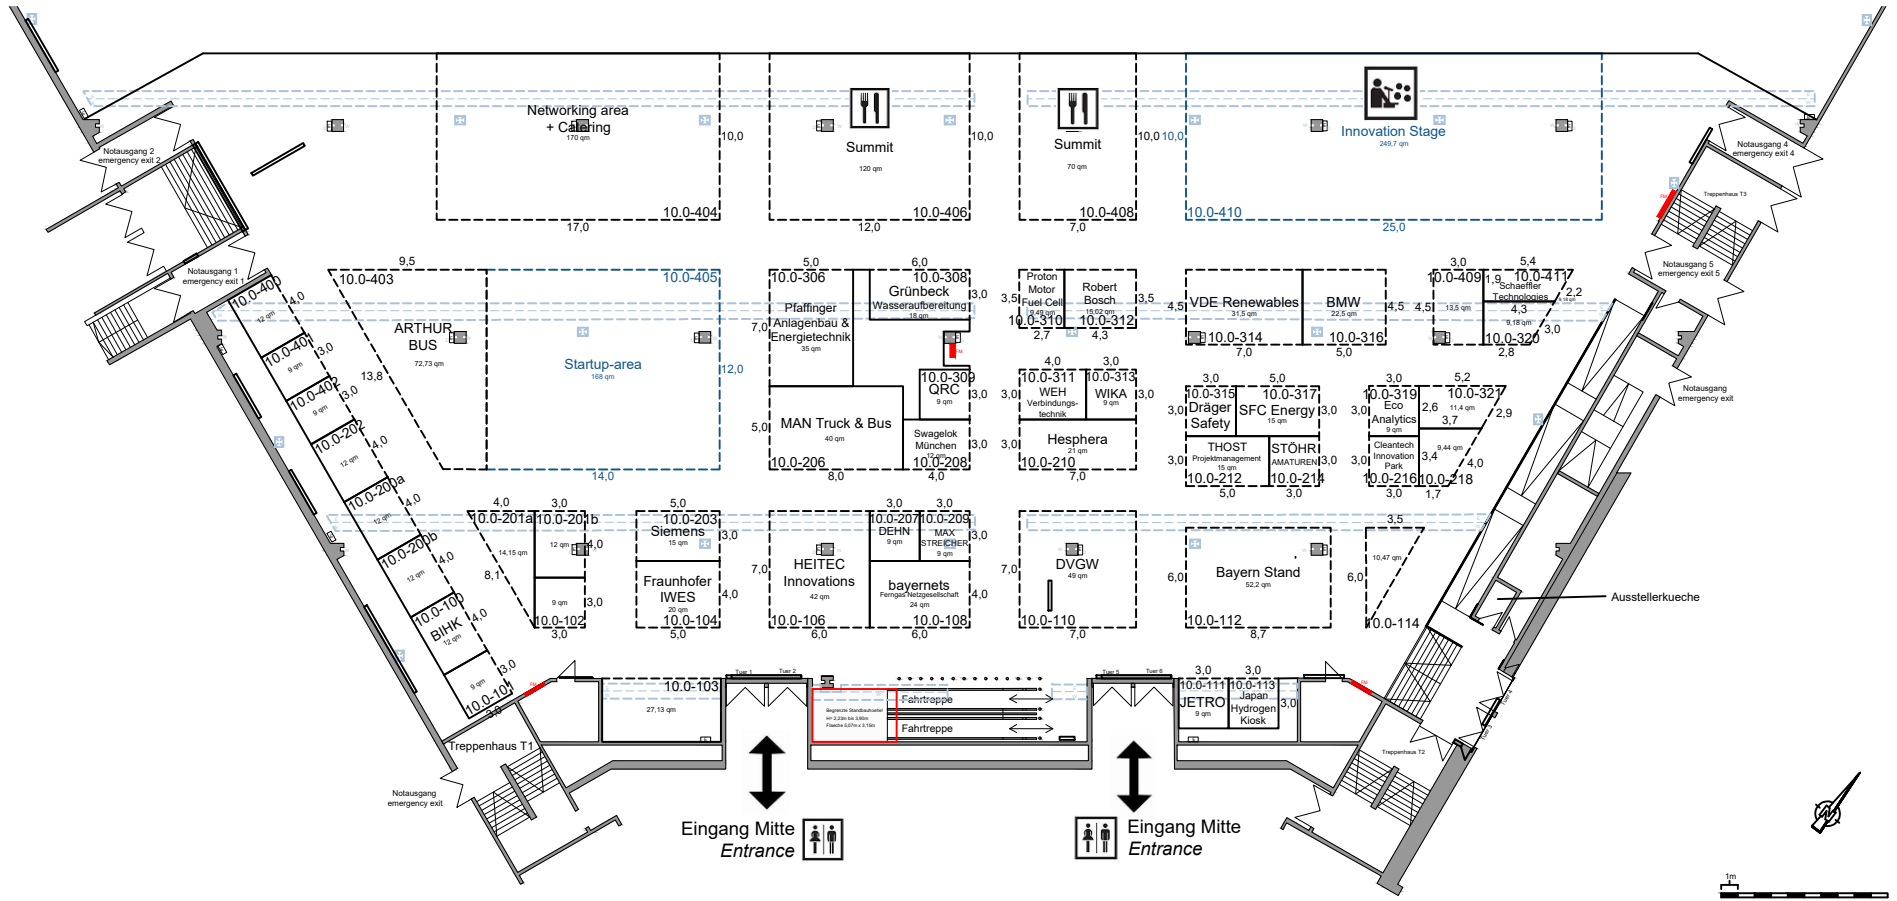 Networking area
+ Catering
170 qm
10,0
10.0-404
17,0
Summit
120 qm
10,0
10.0-406
12,0
Summit
70 qm
10,0
10.0-408
7,0
10,0
Innovation Stage
249,7 qm
10.0-410
25,0
Notausgang 2
emergency exit 2
Notausgang 1
emergency exit 1
Notausgang 4
emergency exit 4
Treppenhaus T3
FM
Notausgang 5
emergency exit 5
Notausgang
emergency exit
9,5
10.0-403
ARTHUR
BUS
72,73 qm
13,8
10.0-405
Startup-area
168 qm
12,0
14,0
5,0
10.0-306
Pfaffinger
Anlagenbau &
Energietechnik
35 qm
7,0
6,0
10.0-308
Grünbeck
Wasseraufbereitung
18 qm
3,0
FM
10.0-309
QRC
9 qm
3,0
MAN Truck & Bus
40 qm
5,0
10.0-206
8,0
Swagelok
München
12 qm
10.0-208
3,0
4,0
Proton
Motor
Fuel Cell
9,49 qm
10.0-310
3,5
2,7
Robert
Bosch
15,02 qm
10.0-312
3,5
4,3
4,0
10.0-311
WEH
Verbindungs-
technik
3,0
3,0
10.0-313
WIKA
9 qm
3,0
Hesphera
21 qm
3,0
10.0-210
7,0
4,5
VDE Renewables
31,5 qm
10.0-314
7,0
BMW
22,5 qm
10.0-316
4,5
5,0
3,0
10.0-409
4,5
13,5 qm
5,4
10.0-411
1,9
Schaeffler
Technologies
2,2
4,3
9,18 qm
3,0
10.0-320
2,8
3,0
10.0-315
Dräger
Safety
3,0
5,0
10.0-317
SFC Energy
15 qm
3,0
THOST
Projektmanagement
15 qm
10.0-212
3,0
5,0
STÖHR
AMATUREN
10.0-214
3,0
3,0
3,0
10.0-319
Eco
Analytics
9 qm
3,0
5,2
10.0-321
2,6
11,4 qm
2,9
3,7
Cleantech
Innovation
Park
10.0-216
3,0
3,0
3,4
9,44 qm
4,0
10.0-218
1,7
10.0-400
4,0
12 qm
10.0-401
3,0
9 qm
10.0-402
3,0
9 qm
10.0-202
4,0
12 qm
10.0-200a
4,0
12 qm
10.0-200b
4,0
12 qm
10.0-100
4,0
BIHK
12 qm
3,0
9 qm
10.0-101
3,0
4,0
10.0-201a
14,15 qm
8,1
3,0
10.0-201b
12 qm
4,0
9 qm
3,0
10.0-102
3,0
5,0
10.0-203
Siemens
15 qm
3,0
Fraunhofer
IWES
20 qm
4,0
10.0-104
5,0
7,0
HEITEC
Innovations
42 qm
10.0-106
6,0
3,0
10.0-207
DEHN
9 qm
3,0
10.0-209
MAX
STREICHER
9 qm
3,0
bayernets
Ferngas Netzgesellschaft
24 qm
4,0
10.0-108
6,0
7,0
DVGW
49 qm
10.0-110
7,0
6,0
Bayern Stand
52,2 qm
10.0-112
8,7
3,5
10,47 qm
6,0
10.0-114
Ausstellerkueche
FM
10.0-103
27,13 qm
Tuer 1
Tuer 2
Begrenzte Standbauhoehe!
H= 2,23m bis 3,80m
Flaeche 5,07m x 3,15m
Fahrtreppe
Fahrtreppe
Tuer 5
Tuer 6
3,0
10.0-111
JETRO
9 qm
3,0
10.0-113
Japan
Hydrogen
Kiosk
3,0
FM
Tuer 4
Tuer 3
Treppenhaus T1
Treppenhaus T2
Notausgang
emergency exit
Eingang Mitte
Entrance
Eingang Mitte
Entrance
N
1m